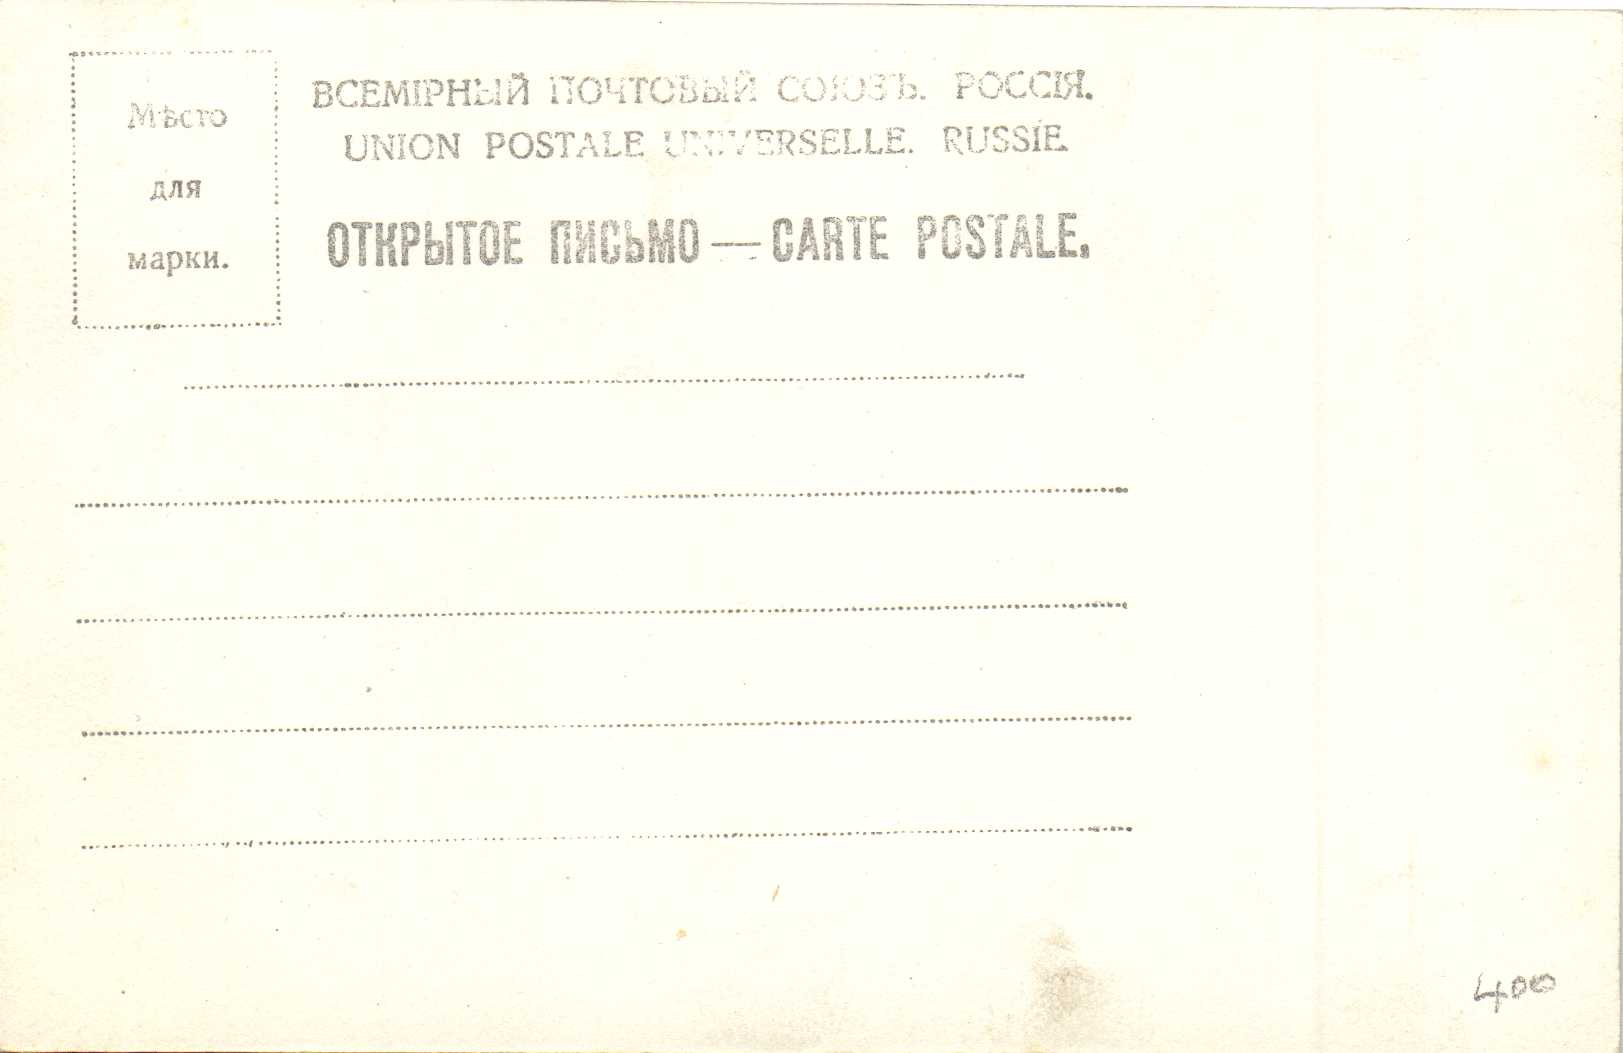 Мѣсто
для
марки.
ВСЕМІРНЫЙ ПОЧТОВЫЙ СОЮЗЪ. РОССІЯ.
UNION POSTALE UNIVERSELLE. RUSSIE
ОТКРЫТОЕ ПИСЬМО — CARTE POSTALE.
400